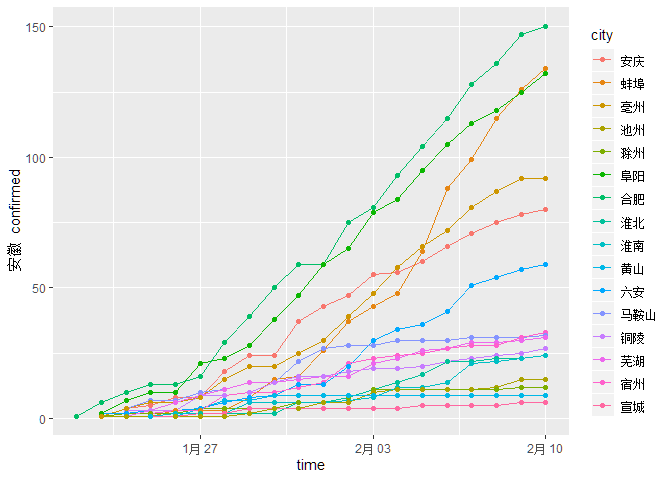 150
100
50
0
安徽 confirmed
1月 27
2月 03
2月 10
time
city
安庆
蚌埠
亳州
池州
滁州
阜阳
合肥
淮北
淮南
黄山
六安
马鞍山
铜陵
芜湖
宿州
宣城